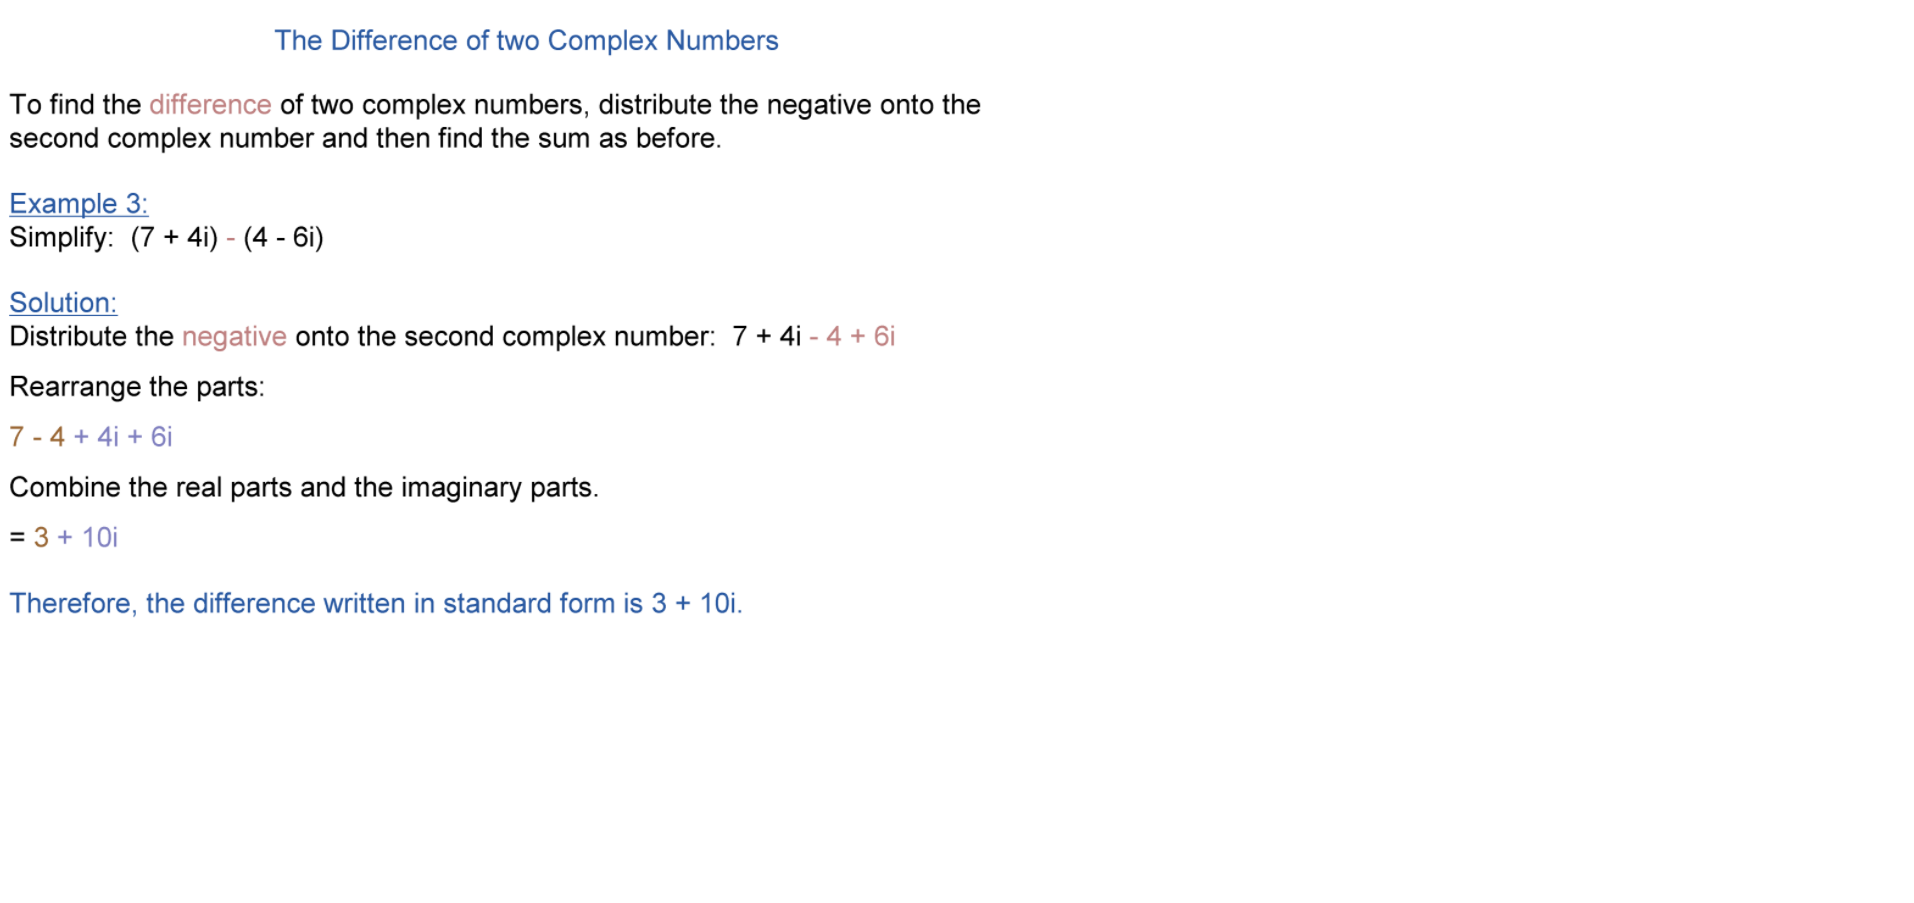 The Difference of two Complex Numbers
To find the difference of two complex numbers, distribute the negative onto the
second complex number and then find the sum as before.
Example 3:
Simplify:  (7 + 4i) - (4 - 6i)
Solution:
Distribute the negative onto the second complex number:  7 + 4i - 4 + 6i
Rearrange the parts:
7 - 4 + 4i + 6i
Combine the real parts and the imaginary parts.
= 3 + 10i
Therefore, the difference written in standard form is 3 + 10i.